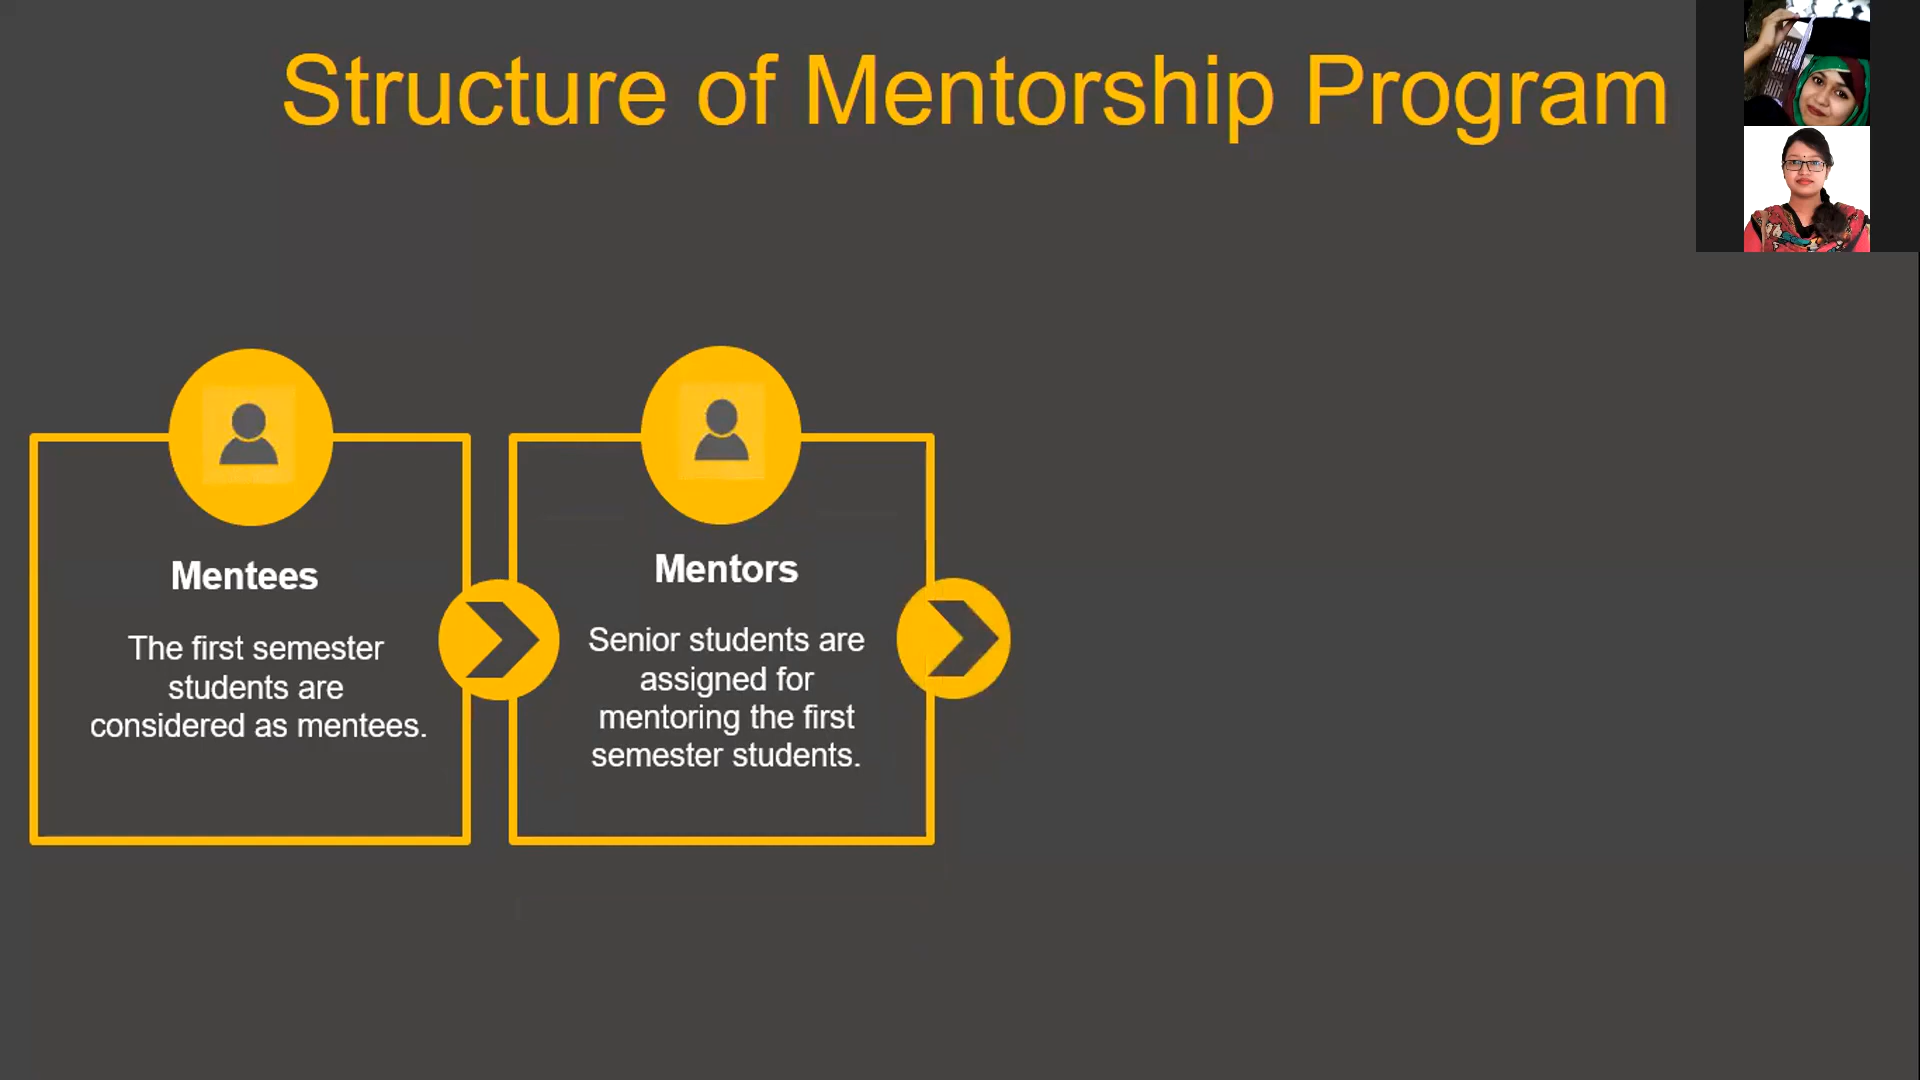 Structure of Mentorship Program
Mentees
The first semester
students are
considered as mentees.
Mentors
Senior students are
assigned for
mentoring the first
semester students.